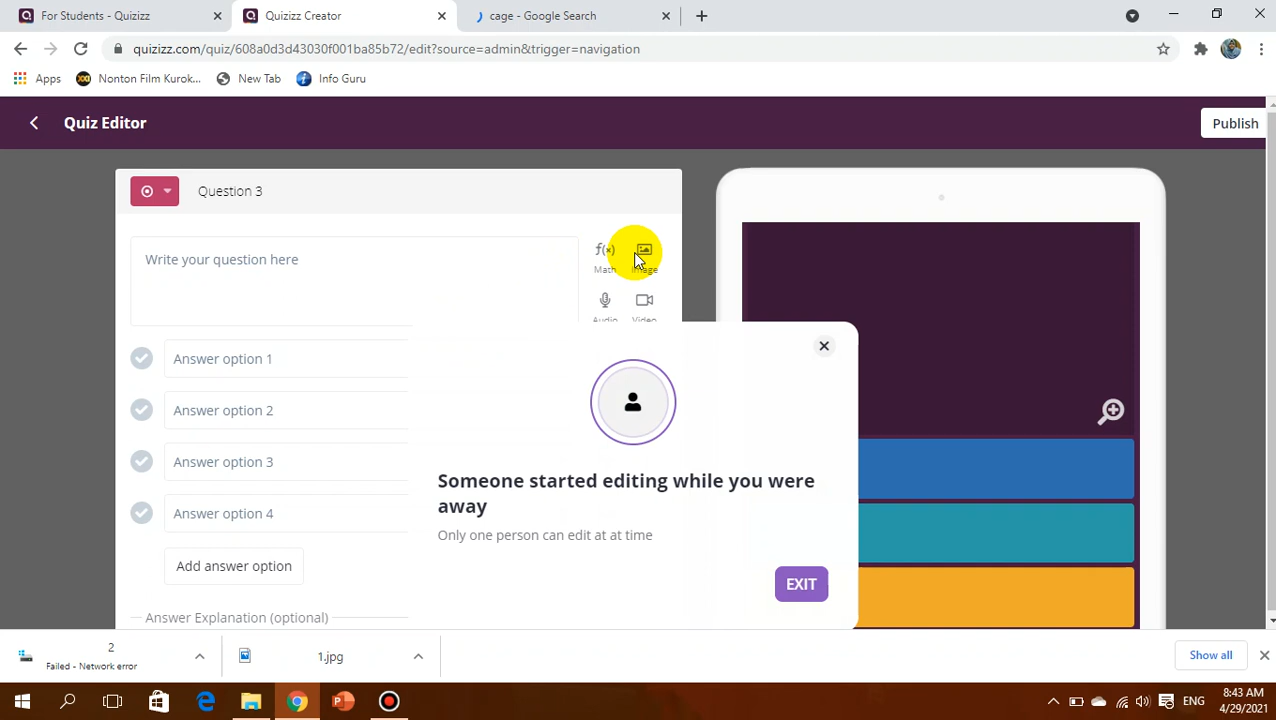 For Students - Quizizz
Quizizz Creator
cage - Google Search
quizizz.com/quiz/608a0d3d43030f001ba85b72/edit?source=admin&trigger=navigation
Apps
Nonton Film Kurok...
New Tab
Info Guru
Quiz Editor
Publish
Question 3
Write your question here
f(x)
Math
Image
Audio
Video
Answer option 1
Answer option 2
Answer option 3
Answer option 4
Add answer option
Answer Explanation (optional)
Someone started editing while you were
away
Only one person can edit at at time
EXIT
2
Failed - Network error
1.jpg
Show all
ENG
8:43 AM
4/29/2021